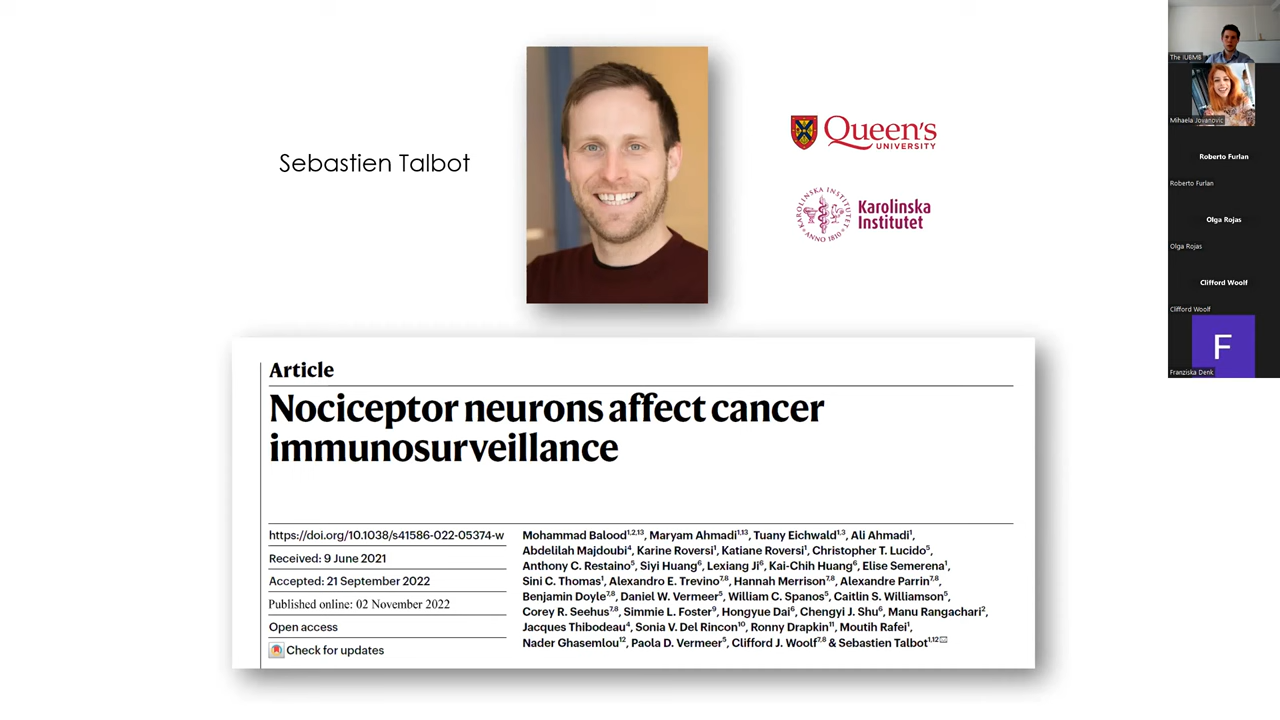 Sebastien Talbot
Queen's
UNIVERSITY
KAROLINSKA INSTITUTET
ANNO 1810
Karolinska
Institutet
Article
Nociceptor neurons affect cancer
immunosurveillance
https://doi.org/10.1038/s41586-022-05374-w
Received: 9 June 2021
Accepted: 21 September 2022
Published online: 02 November 2022
Open access
Check for updates
Mohammad Balood1,2,13, Maryam Ahmadi1,13, Tuany Eichwald1,3, Ali Ahmadi1,
Abdelilah Majdoubi4, Karine Roversi1, Katiane Roversi1, Christopher T. Lucido5,
Anthony C. Restaino5, Siyi Huang6, Lexiang Ji6, Kai-Chih Huang6, Elise Semerena1,
Sini C. Thomas1, Alexandro E. Trevino7,8, Hannah Merrison7,8, Alexandre Parrin7,8,
Benjamin Doyle7,8, Daniel W. Vermeer5, William C. Spanos5, Caitlin S. Williamson5,
Corey R. Seehus7,8, Simmie L. Foster9, Hongyue Dai6, Chengyi J. Shu6, Manu Rangachari2,
Jacques Thibodeau4, Sonia V. Del Rincon10, Ronny Drapkin11, Moutih Rafei1,
Nader Ghasemlou12, Paola D. Vermeer5, Clifford J. Woolf7,8 & Sebastien Talbot1,12
The IUBMB
Mihaela Jovanovic
Roberto Furlan
Roberto Furlan
Olga Rojas
Olga Rojas
Clifford Woolf
Clifford Woolf
F
Franziska Denk